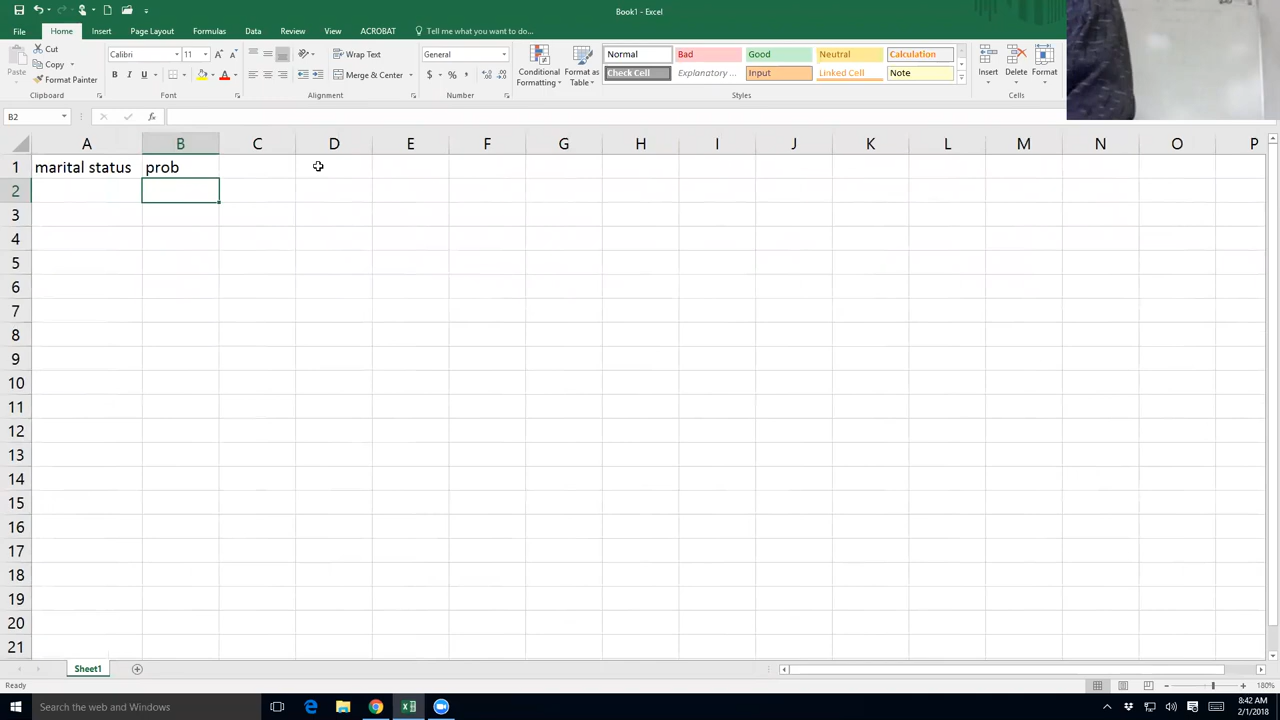 Book1 - Excel
File Home Insert Page Layout Formulas Data Review View ACROBAT Tell me what you want to do...
Cut
Copy
Format Painter
Paste
Calibri 11
B I U
Wrap Text
Merge & Center
General
$ % ,
Conditional Formatting
Format as Table
Normal Bad Good Neutral Calculation
Check Cell Explanatory ... Input Linked Cell Note
Insert Delete Format
Clipboard Font Alignment Number Styles Cells
B2 fx
A B C D E F G H I J K L M N O P
1 marital status prob
2
3
4
5
6
7
8
9
10
11
12
13
14
15
16
17
18
19
20
21
Sheet1
Ready 180%
Search the web and Windows
8:42 AM
2/1/2018